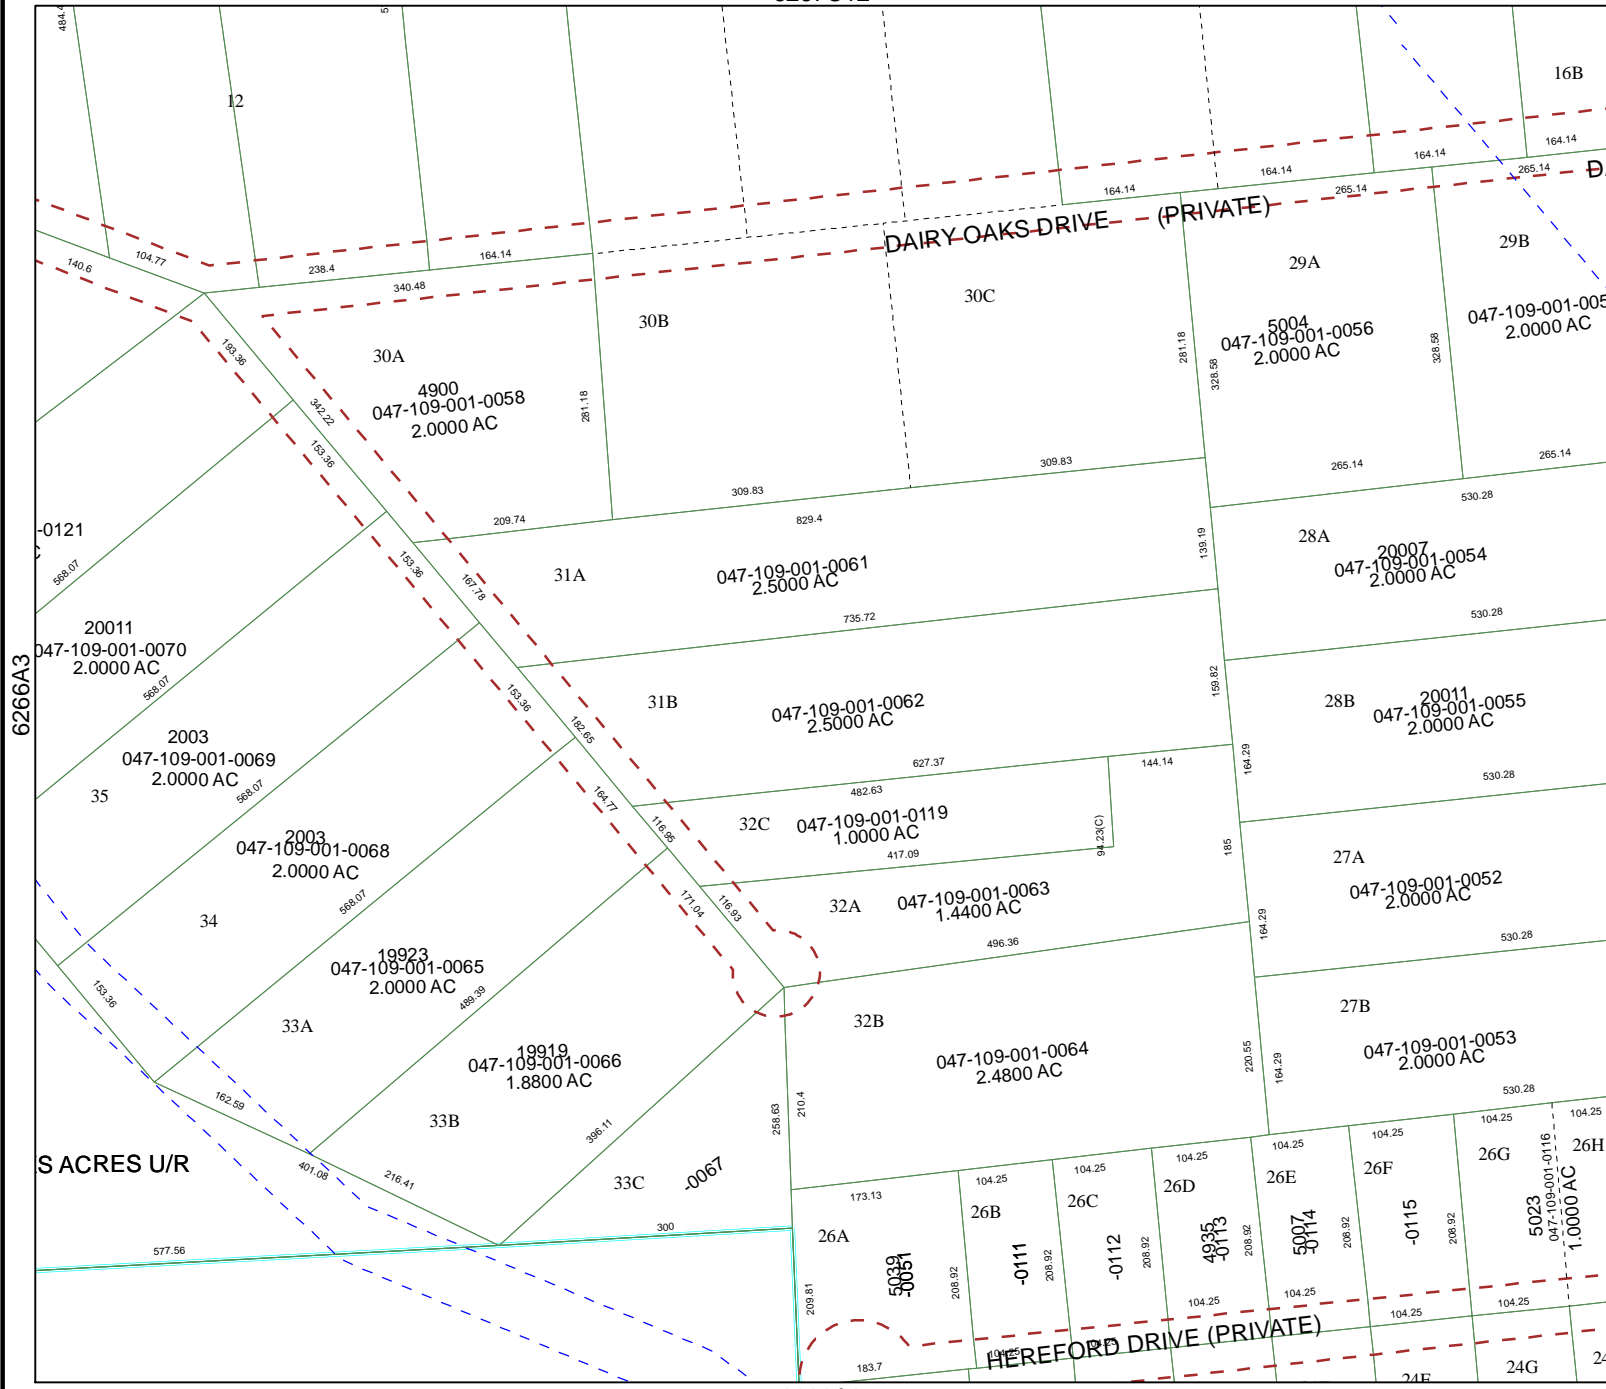 484.4
5
12
16B
164.14
164.14
164.14
164.14
265.14
265.14
DAIRY OAKS DRIVE
(PRIVATE)
104.77
140.6
238.4
164.14
340.48
29A
29B
30C
30B
30A
5004
047-109-001-0056
2.0000 AC
2.0000 AC
193.36
342.22
153.36
4900
047-109-001-0058
2.0000 AC
281.18
281.18
328.58
328.58
309.83
309.83
265.14
265.14
209.74
829.4
530.28
-0121
568.07
153.36
167.78
31A
047-109-001-0061
2.5000 AC
139.19
28A
20007
047-109-001-0054
2.0000 AC
735.72
530.28
20011
047-109-001-0070
2.0000 AC
6266A3
568.07
153.36
182.65
31B
047-109-001-0062
2.5000 AC
159.82
28B
20011
047-109-001-0055
2.0000 AC
2003
047-109-001-0069
2.0000 AC
35
568.07
627.37
144.14
164.29
530.28
482.63
164.77
116.95
32C
047-109-001-0119
1.0000 AC
94.23(C)
185
417.09
2003
047-109-001-0068
2.0000 AC
27A
047-109-001-0052
2.0000 AC
568.07
34
171.04
116.93
32A
047-109-001-0063
1.4400 AC
164.29
496.36
530.28
19923
047-109-001-0065
2.0000 AC
153.36
489.39
33A
32B
27B
19919
047-109-001-0066
1.8800 AC
047-109-001-0064
2.4800 AC
220.55
164.29
047-109-001-0053
2.0000 AC
530.28
162.59
33B
396.11
258.63
210.4
S ACRES U/R
401.08
216.41
33C
-0067
300
577.56
173.13
104.25
104.25
104.25
104.25
104.25
104.25
104.25
26A
26B
26C
26D
26E
26F
26G
26H
5039
-0051
-0111
-0112
4935
-0113
5007
-0114
-0115
5023
047-109-001-0116
1.0000 AC
209.81
208.92
208.92
208.92
208.92
208.92
208.92
104.25
104.25
104.25
104.25
104.25
104.25
HEREFORD DRIVE (PRIVATE)
183.7
24G